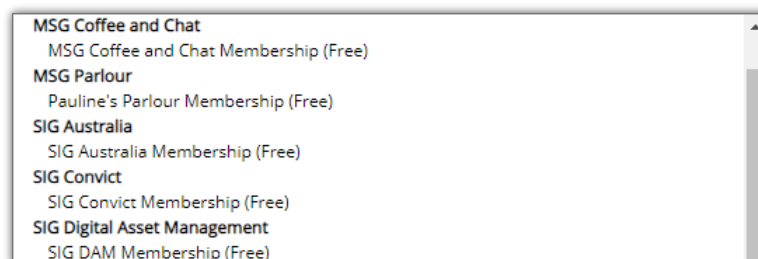 MSG Coffee and Chat
MSG Coffee and Chat Membership (Free)
MSG Parlour
Pauline's Parlour Membership (Free)
SIG Australia
SIG Australia Membership (Free)
SIG Convict
SIG Convict Membership (Free)
SIG Digital Asset Management
SIG DAM Membership (Free)